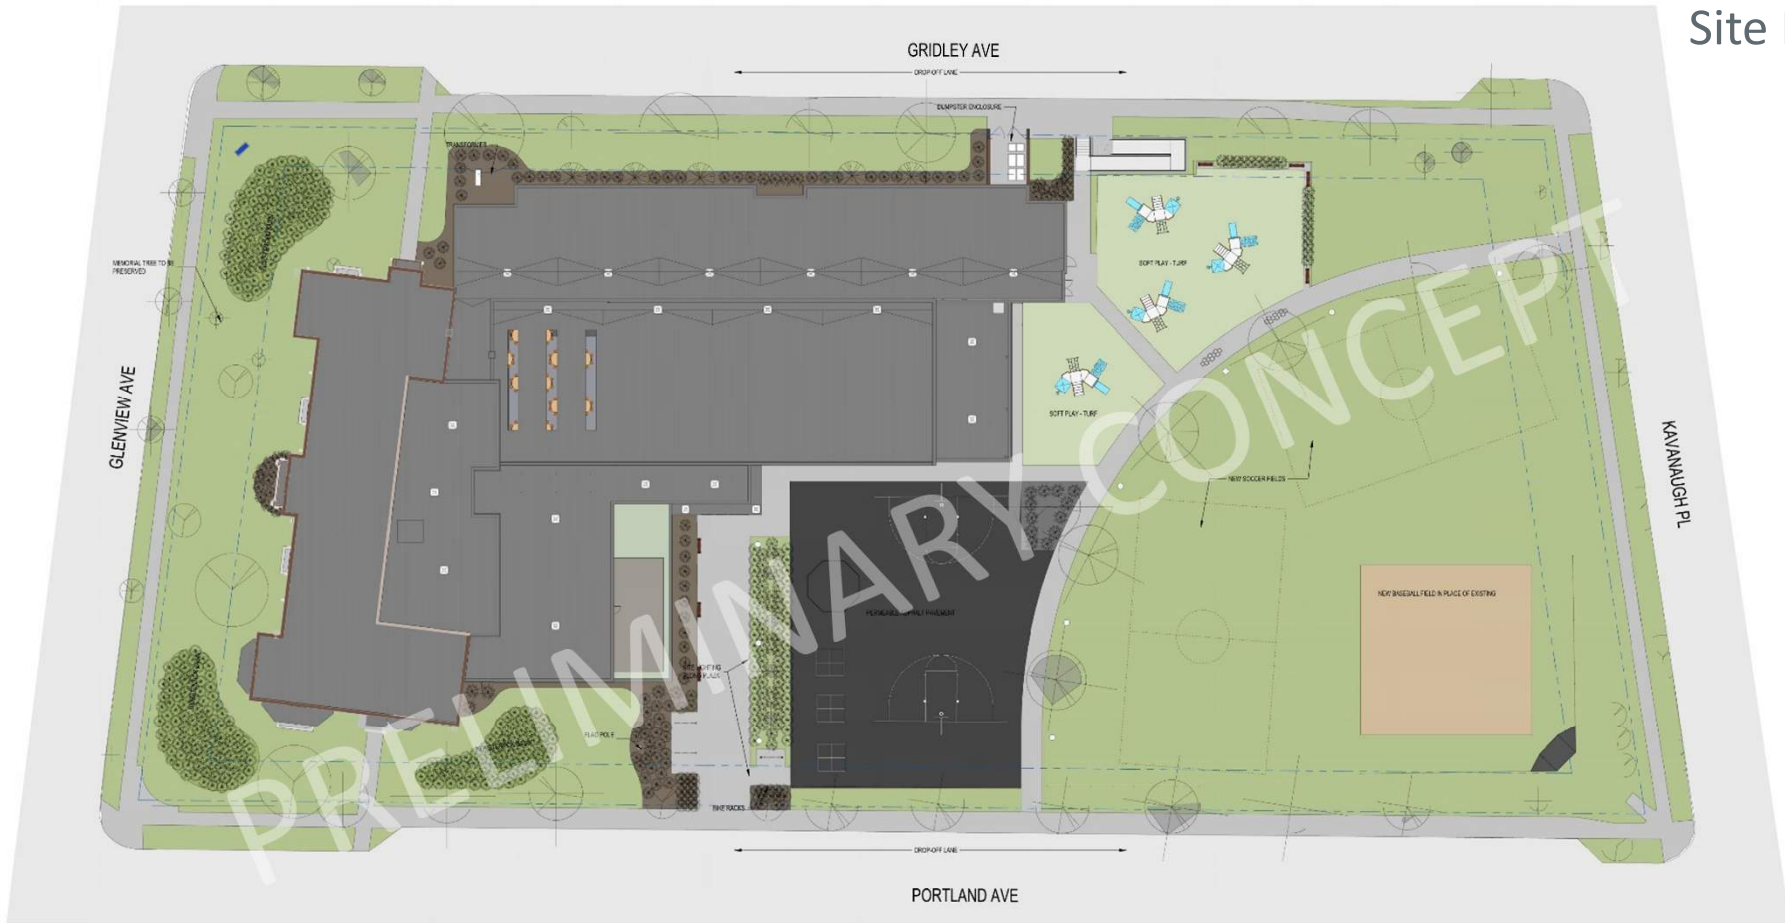 Site
GRIDLEY AVE
DROP-OFF LANE
DUMPSTER ENCLOSURE
TRANSFORMER
MEMORIAL TREE TO BE
PRESERVED
SOFT PLAY - TURF
SOFT PLAY - TURF
GLENVIEW AVE
KAVANAUGH PL
NEW SOCCER FIELDS
NEW BASEBALL FIELD IN PLACE OF EXISTING
PAVEMENT
FLAG POLE
BIKE RACKS
DROP-OFF LANE
PORTLAND AVE
PRELIMINARY CONCEPT